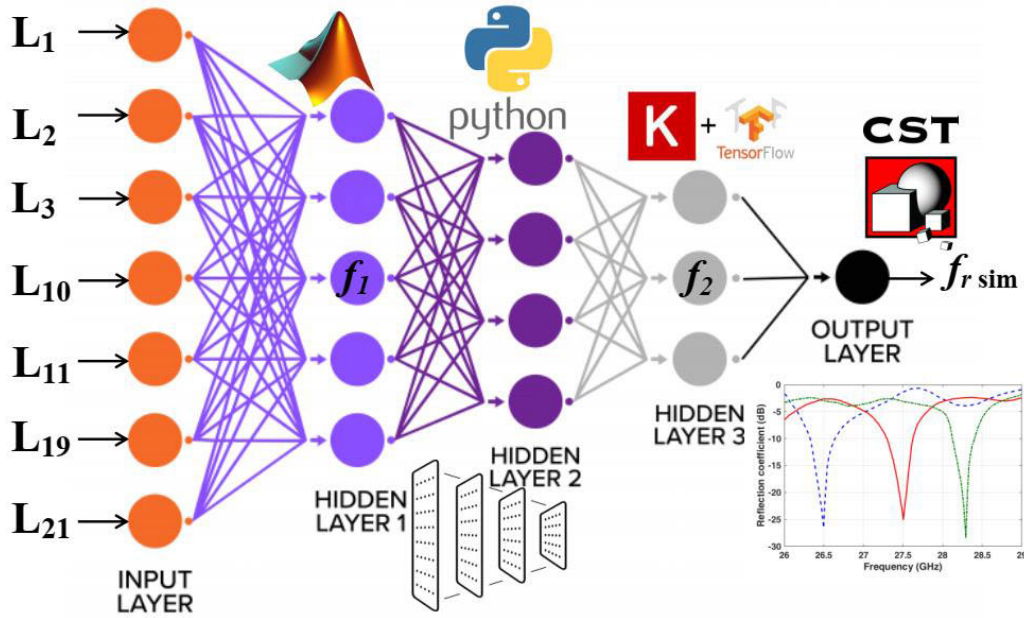 L1
L2
L3
L10
L11
L19
L21
INPUT
LAYER
f1
HIDDEN
LAYER 1
python
HIDDEN
LAYER 2
K + TF
TensorFlow
f2
HIDDEN
LAYER 3
CST
fr sim
OUTPUT
LAYER
Reflection coefficient (dB)
0
-5
-10
-15
-20
-25
-30
26
26.5
27
27.5
28
28.5
29
Frequency (GHz)